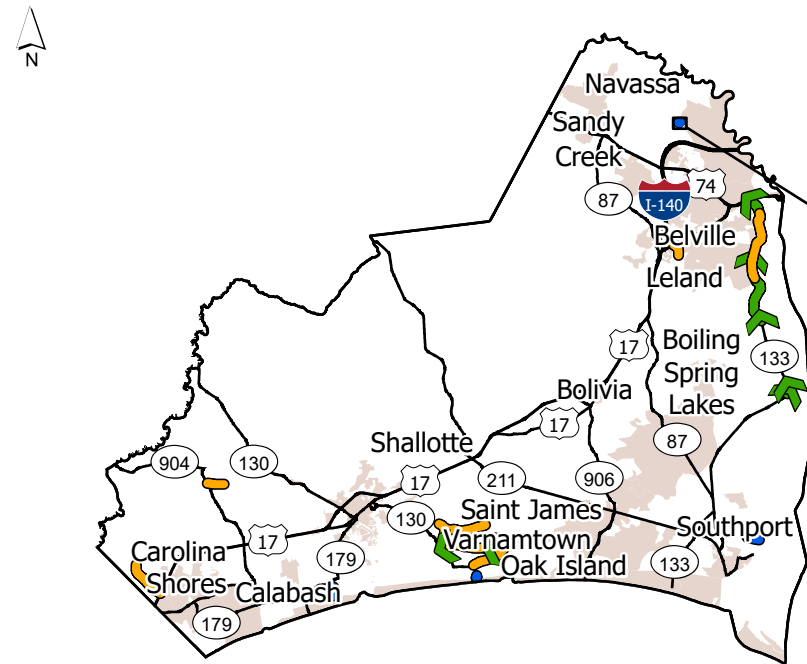 N
Navassa
Sandy
Creek
74
87
I-140
Belville
Leland
17
Boiling
Spring
Lakes
133
Bolivia
17
Shallotte
87
904
130
17
211
906
Saint James
130
Varnamtown
Southport
17
Carolina
Shores
179
Oak Island
133
Calabash
179